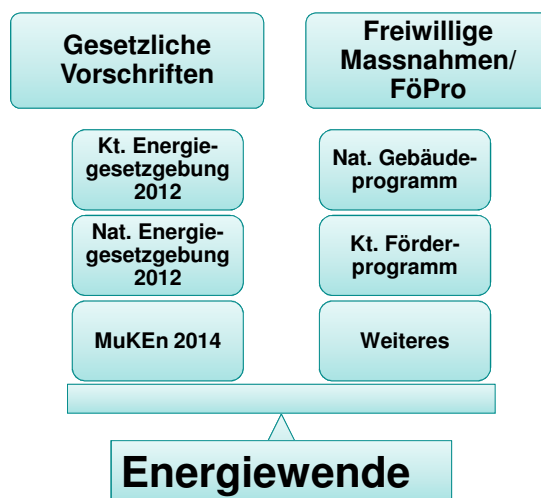 Gesetzliche
Vorschriften
Freiwillige
Massnahmen/
FöPro
Kt. Energie-
gesetzgebung
2012
Nat. Energie-
gesetzgebung
2012
MuKEn 2014
Nat. Gebäude-
programm
Kt. Förder-
programm
Weiteres
Energiewende